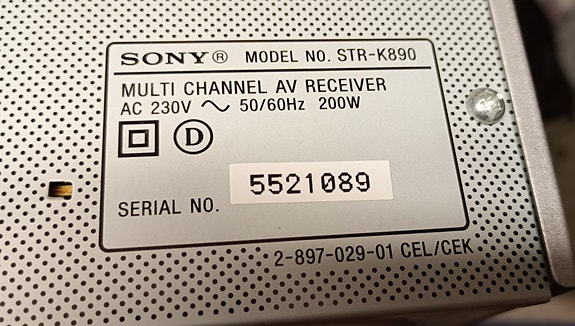 SONY® MODEL NO. STR-K890
MULTI CHANNEL AV RECEIVER
AC 230V ~ 50/60Hz 200W
D
5521089
SERIAL NO.
2-897-029-01 CEL/CEK